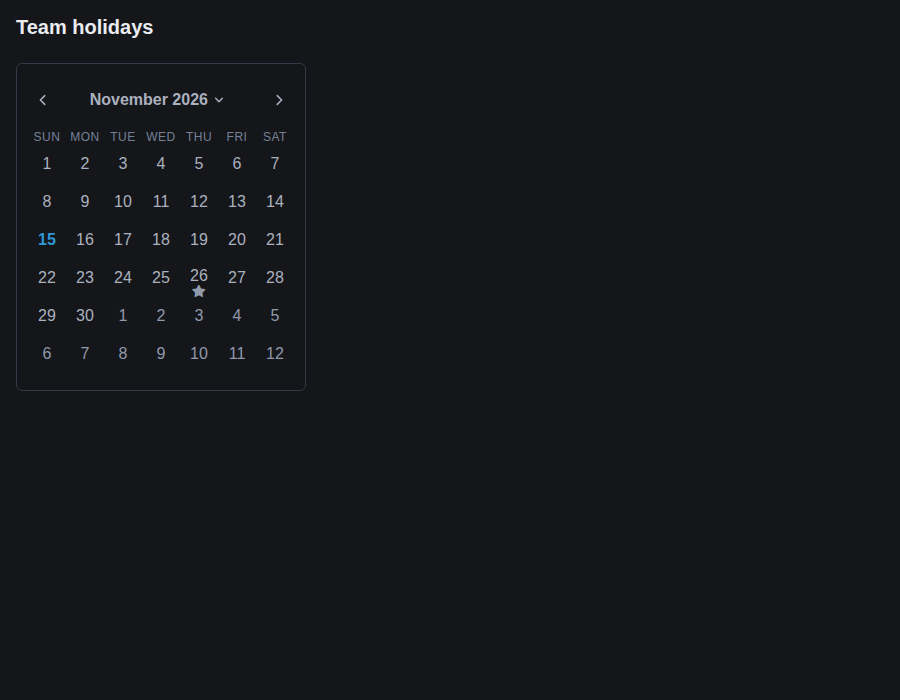 Team holidays
November 2026
SUN MON TUE WED THU FRI SAT
1 2 3 4 5 6 7
8 9 10 11 12 13 14
15 16 17 18 19 20 21
22 23 24 25 26 27 28
29 30 1 2 3 4 5
6 7 8 9 10 11 12